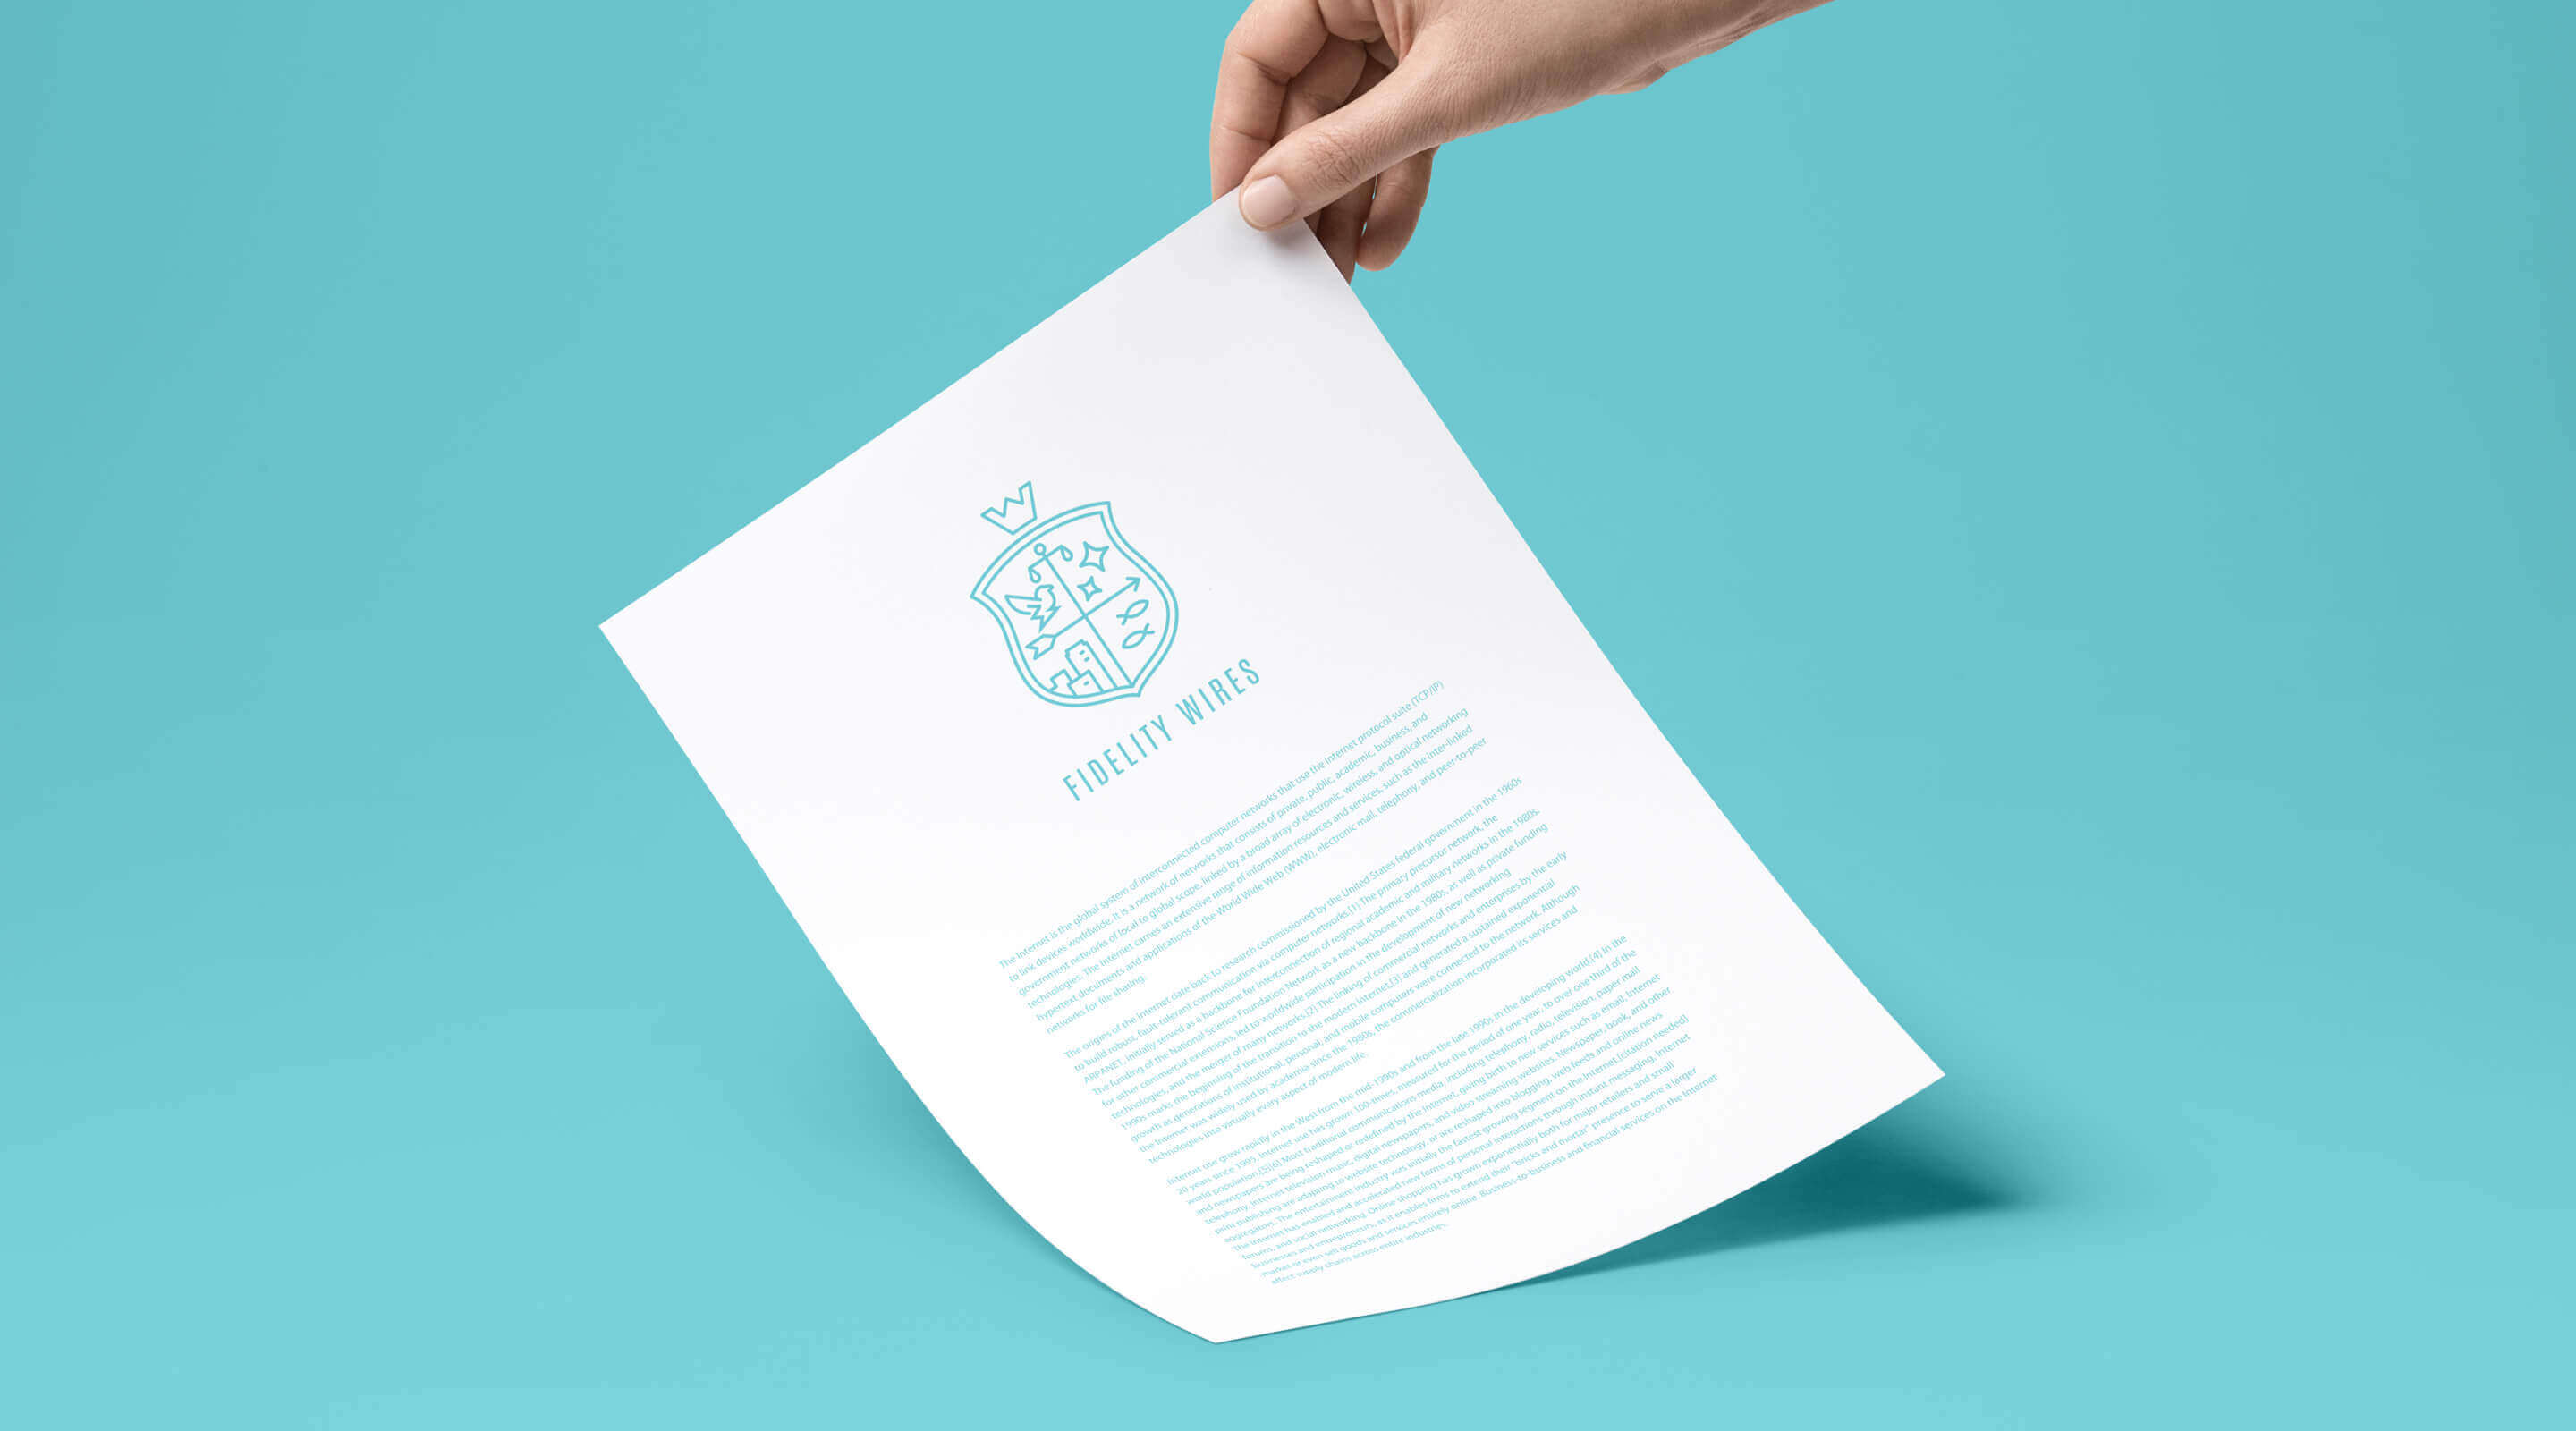 FIDELITY WIRES
The Internet is the global system of interconnected computer networks that use the Internet protocol suite (TCP/IP)
to link devices worldwide. It is a network of networks that consists of private, public, academic, business, and
government networks of local to global scope, linked by a broad array of electronic, wireless, and optical networking
technologies. The Internet carries an extensive range of information resources and services, such as the inter-linked
hypertext documents and applications of the World Wide Web (WWW), electronic mail, telephony, and peer-to-peer
networks for file sharing.
The origins of the Internet date back to research commissioned by the United States federal government in the 1960s
to build robust, fault-tolerant communication via computer networks.[1] The primary precursor network, the
ARPANET, initially served as a backbone for interconnection of regional academic and military networks in the 1980s.
The funding of the National Science Foundation Network as a new backbone in the 1980s, as well as private funding
for other commercial extensions, led to worldwide participation in the development of new networking
technologies, and the merger of many networks.[2] The linking of commercial networks and enterprises by the early
1990s marks the beginning of the transition to the modern Internet,[3] and generated a sustained exponential
growth as generations of institutional, personal, and mobile computers were connected to the network. Although
the Internet was widely used by academia since the 1980s, the commercialization incorporated its services and
technologies into virtually every aspect of modern life.
Internet use grew rapidly in the West from the mid-1990s and from the late 1990s in the developing world.[4] In the
20 years since 1995, Internet use has grown 100-times, measured for the period of one year, to over one third of the
world population.[5][6] Most traditional communications media, including telephony, radio, television, paper mail
and newspapers are being reshaped or redefined by the Internet, giving birth to new services such as email, Internet
telephony, Internet television music, digital newspapers, and video streaming websites. Newspaper, book, and other
print publishing are adapting to website technology, or are reshaped into blogging, web feeds and online news
aggregators. The entertainment industry was initially the fastest growing segment on the Internet.[citation needed]
The Internet has enabled and accelerated new forms of personal interactions through instant messaging, Internet
forums, and social networking. Online shopping has grown exponentially both for major retailers and small
businesses and entrepreneurs, as it enables firms to extend their "bricks and mortar" presence to serve a larger
market or even sell goods and services entirely online. Business-to-business and financial services on the Internet
affect supply chains across entire industries.